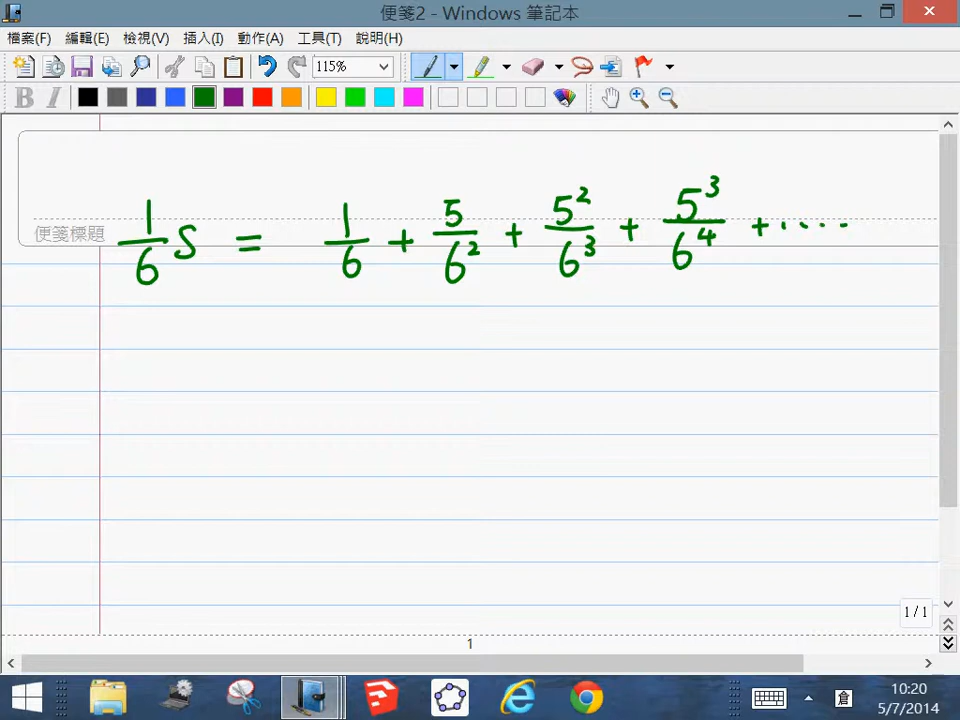 便箋2 - Windows 筆記本
檔案(F) 編輯(E) 檢視(V) 插入(I) 動作(A) 工具(T) 說明(H)
115%
B I
1/6 S = 1/6 + 5/6² + 5²/6³ + 5³/6⁴ + ·····
便箋標題
1 / 1
1
倉
10:20
5/7/2014